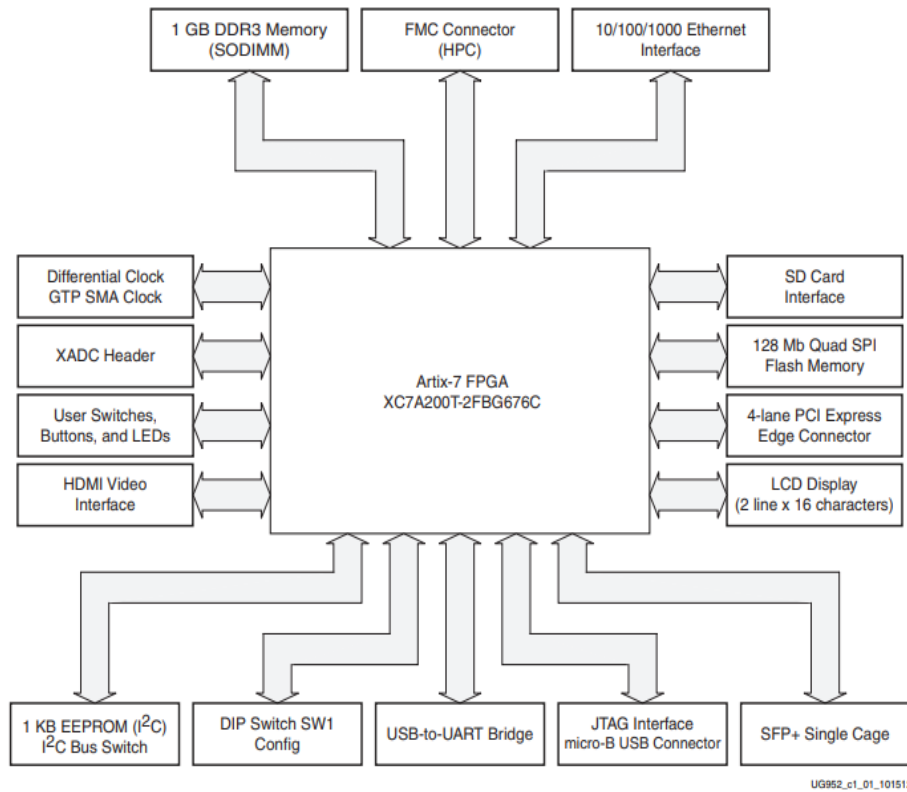 1 GB DDR3 Memory
(SODIMM)
FMC Connector
(HPC)
10/100/1000 Ethernet
Interface
Differential Clock
GTP SMA Clock
SD Card
Interface
XADC Header
128 Mb Quad SPI
Flash Memory
Artix-7 FPGA
XC7A200T-2FBG676C
User Switches,
Buttons, and LEDs
4-lane PCI Express
Edge Connector
HDMI Video
Interface
LCD Display
(2 line x 16 characters)
1 KB EEPROM (I²C)
I²C Bus Switch
DIP Switch SW1
Config
USB-to-UART Bridge
JTAG Interface
micro-B USB Connector
SFP+ Single Cage
UG952_c1_01_101512